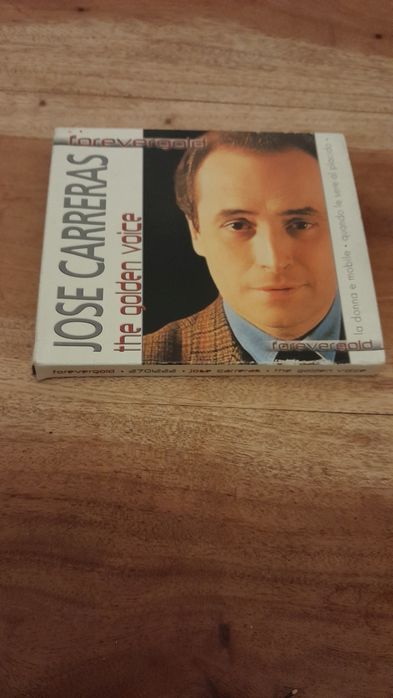 forevergold
JOSE CARRERAS
the golden voice
la donna e mobile • quando le sere al placido •
forevergold
forevergold • 270222 • jose carreras • the golden voice